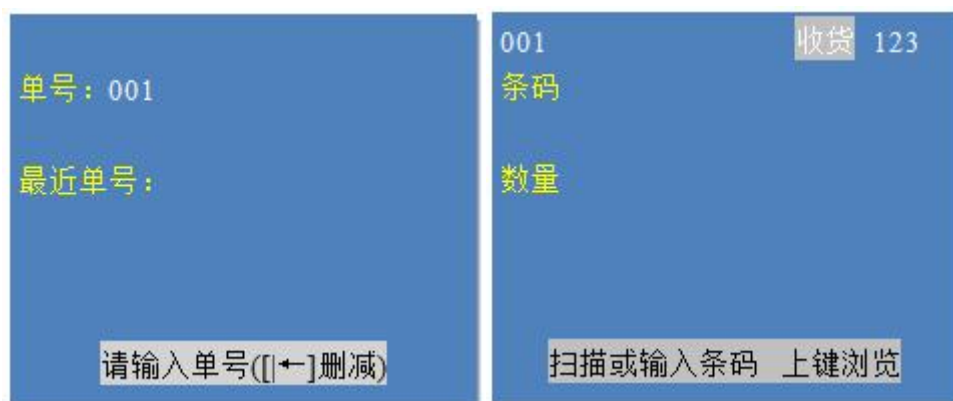 单号：001
最近单号：
请输入单号([|←]删减)
001 收货 123
条码
数量
扫描或输入条码 上键浏览